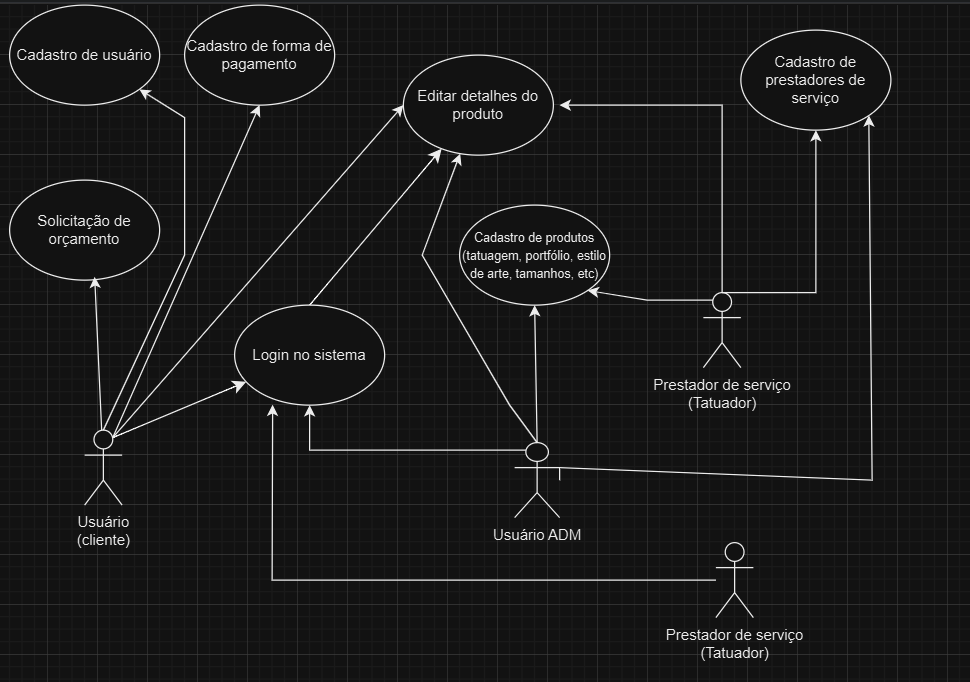 Cadastro de usuário
Cadastro de forma de
pagamento
Editar detalhes do
produto
Cadastro de
prestadores de
serviço
Solicitação de
orçamento
Cadastro de produtos
(tatuagem, portfólio, estilo
de arte, tamanhos, etc)
Login no sistema
Prestador de serviço
(Tatuador)
Usuário
(cliente)
Usuário ADM
Prestador de serviço
(Tatuador)